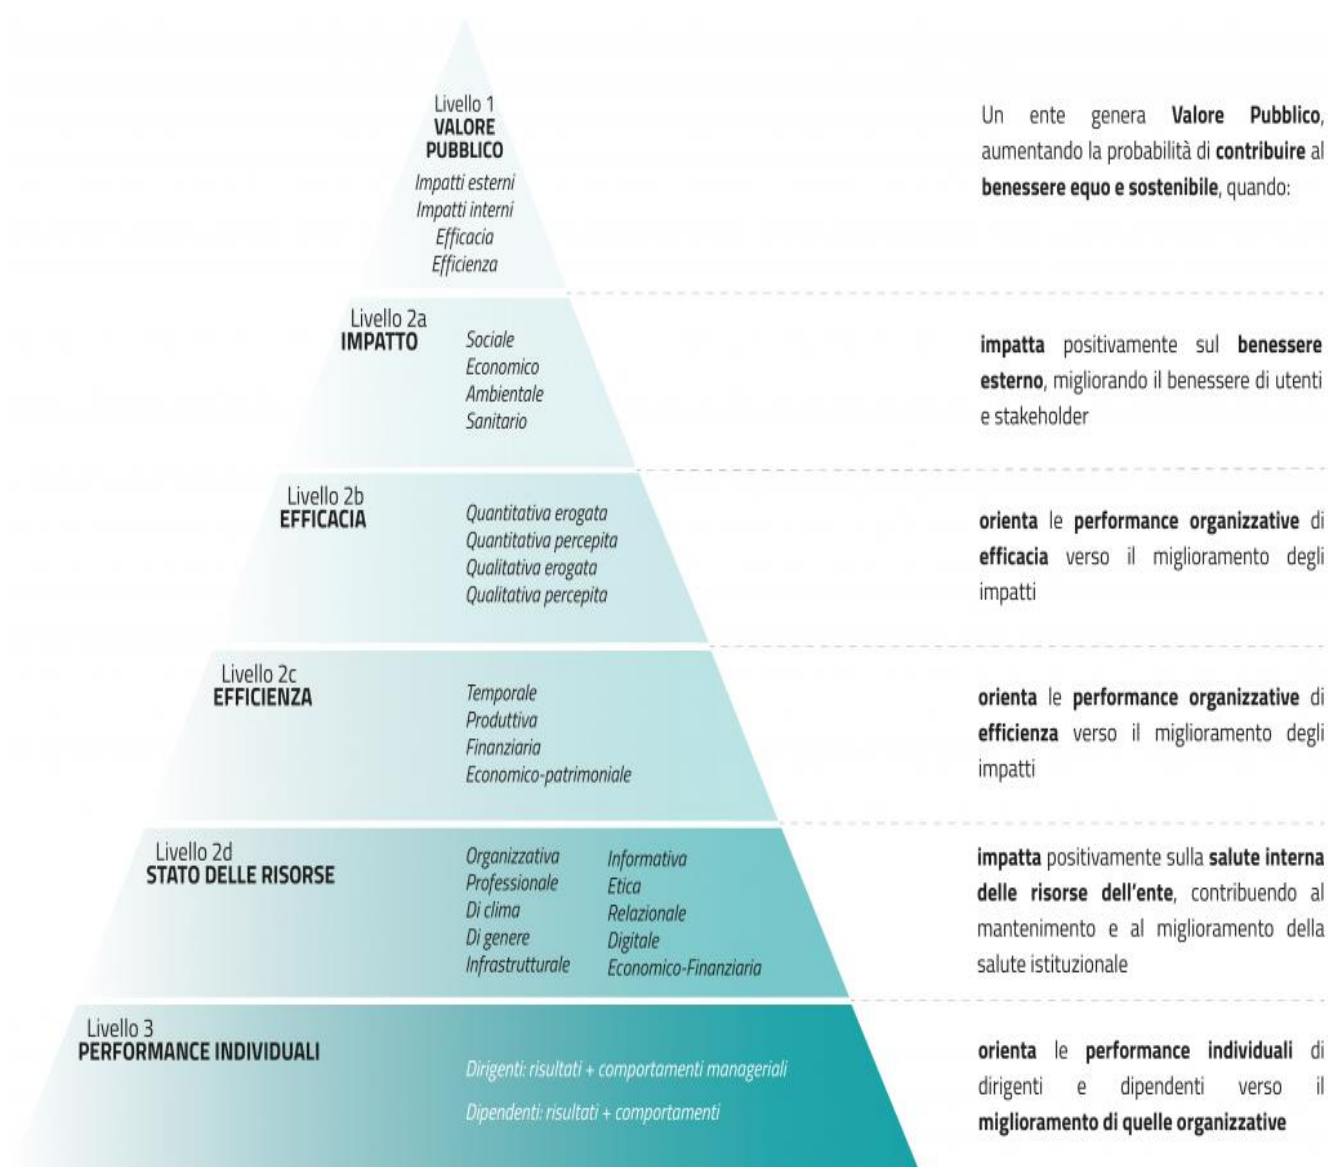 Livello 1
VALORE
PUBBLICO
Impatti esterni
Impatti interni
Efficacia
Efficienza
Un ente genera Valore Pubblico,
aumentando la probabilità di contribuire al
benessere equo e sostenibile, quando:
Livello 2a
IMPATTO
Sociale
Economico
Ambientale
Sanitario
impatta positivamente sul benessere
esterno, migliorando il benessere di utenti
e stakeholder
Livello 2b
EFFICACIA
Quantitativa erogata
Quantitativa percepita
Qualitativa erogata
Qualitativa percepita
orienta le performance organizzative di
efficacia verso il miglioramento degli
impatti
Livello 2c
EFFICIENZA
Temporale
Produttiva
Finanziaria
Economico-patrimoniale
orienta le performance organizzative di
efficienza verso il miglioramento degli
impatti
Livello 2d
STATO DELLE RISORSE
Organizzativa
Professionale
Di clima
Di genere
Infrastrutturale
Informativa
Etica
Relazionale
Digitale
Economico-Finanziaria
impatta positivamente sulla salute interna
delle risorse dell'ente, contribuendo al
mantenimento e al miglioramento della
salute istituzionale
Livello 3
PERFORMANCE INDIVIDUALI
Dirigenti: risultati + comportamenti manageriali
Dipendenti: risultati + comportamenti
orienta le performance individuali di
dirigenti e dipendenti verso il
miglioramento di quelle organizzative